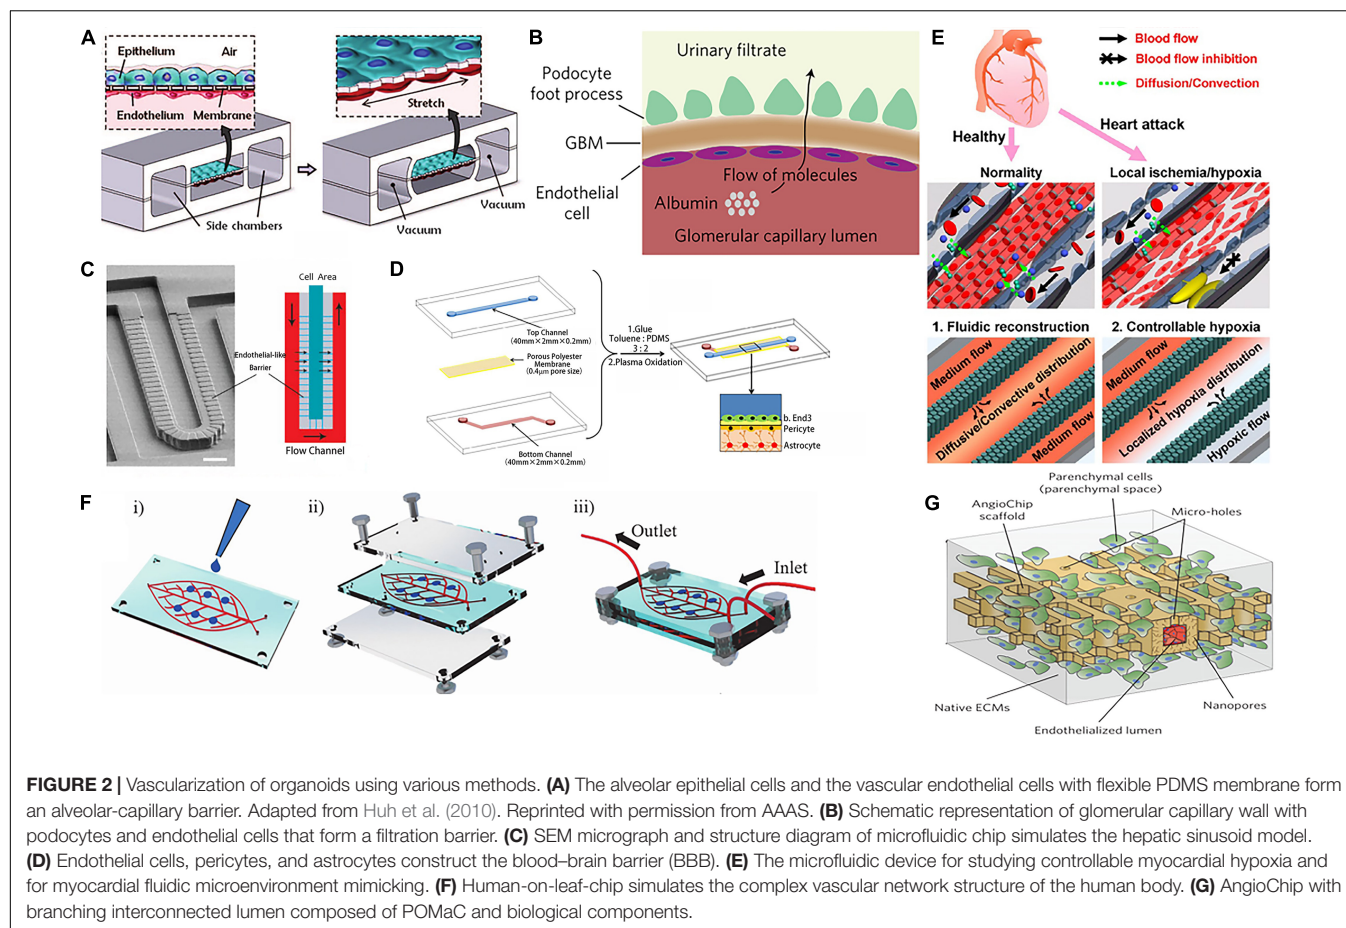 A
Epithelium
Air
Endothelium
Membrane
Stretch
Side chambers
Vacuum
Vacuum
B
Urinary filtrate
Podocyte
foot process
GBM
Endothelial
cell
Flow of molecules
Albumin
Glomerular capillary lumen
C
Cell Area
Endothelial-like
Barrier
Flow Channel
D
Top Channel
(40mm×2mm×0.2mm)
Porous Polyester
Membrane
(0.4μm pore size)
Bottom Channel
(40mm×2mm×0.2mm)
1.Glue
Toluene : PDMS
3 : 2
2.Plasma Oxidation
b. End3
Pericyte
Astrocyte
E
Blood flow
Blood flow inhibition
Diffusion/Convection
Healthy
Heart attack
Normality
Local ischemia/hypoxia
1. Fluidic reconstruction
2. Controllable hypoxia
Medium flow
Diffusive/Convective distribution
Medium flow
Medium flow
Localized hypoxia distribution
Hypoxic flow
F
i)
ii)
iii)
Outlet
Inlet
G
Parenchymal cells
(parenchymal space)
AngioChip
scaffold
Micro-holes
Native ECMs
Nanopores
Endothelialized lumen
FIGURE 2 | Vascularization of organoids using various methods. (A) The alveolar epithelial cells and the vascular endothelial cells with flexible PDMS membrane form
an alveolar-capillary barrier. Adapted from Huh et al. (2010). Reprinted with permission from AAAS. (B) Schematic representation of glomerular capillary wall with
podocytes and endothelial cells that form a filtration barrier. (C) SEM micrograph and structure diagram of microfluidic chip simulates the hepatic sinusoid model.
(D) Endothelial cells, pericytes, and astrocytes construct the blood–brain barrier (BBB). (E) The microfluidic device for studying controllable myocardial hypoxia and
for myocardial fluidic microenvironment mimicking. (F) Human-on-leaf-chip simulates the complex vascular network structure of the human body. (G) AngioChip with
branching interconnected lumen composed of POMaC and biological components.